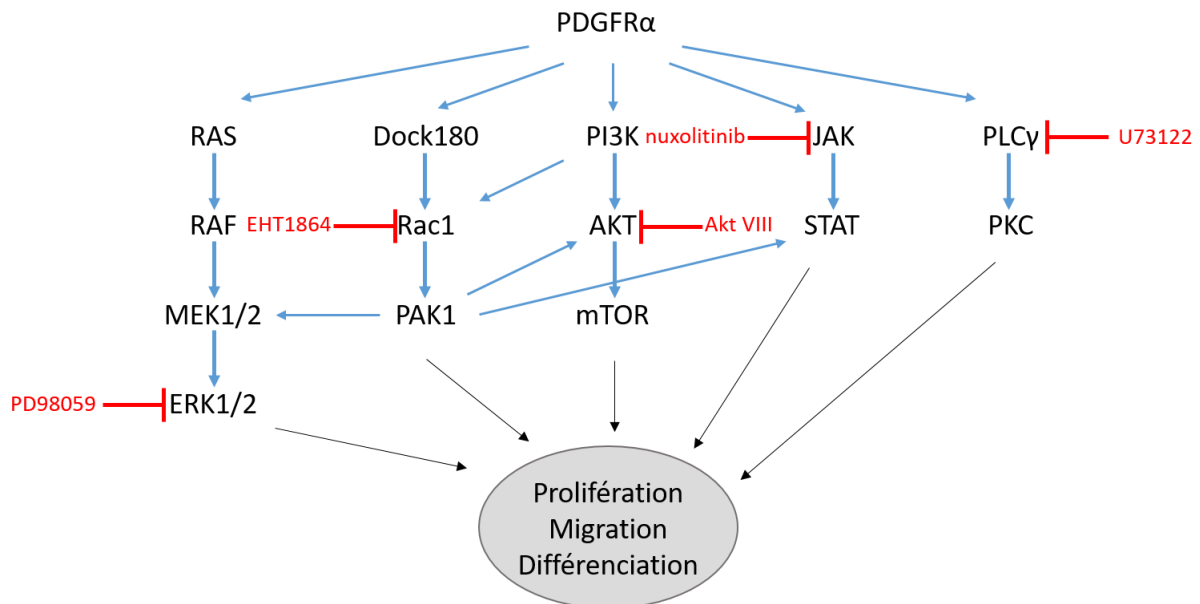 PDGFRα
RAS Dock180 PI3K nuxolitinib JAK PLCγ U73122
RAF EHT1864 Rac1 AKT Akt VIII STAT PKC
MEK1/2 PAK1 mTOR
PD98059 ERK1/2
Prolifération
Migration
Différenciation